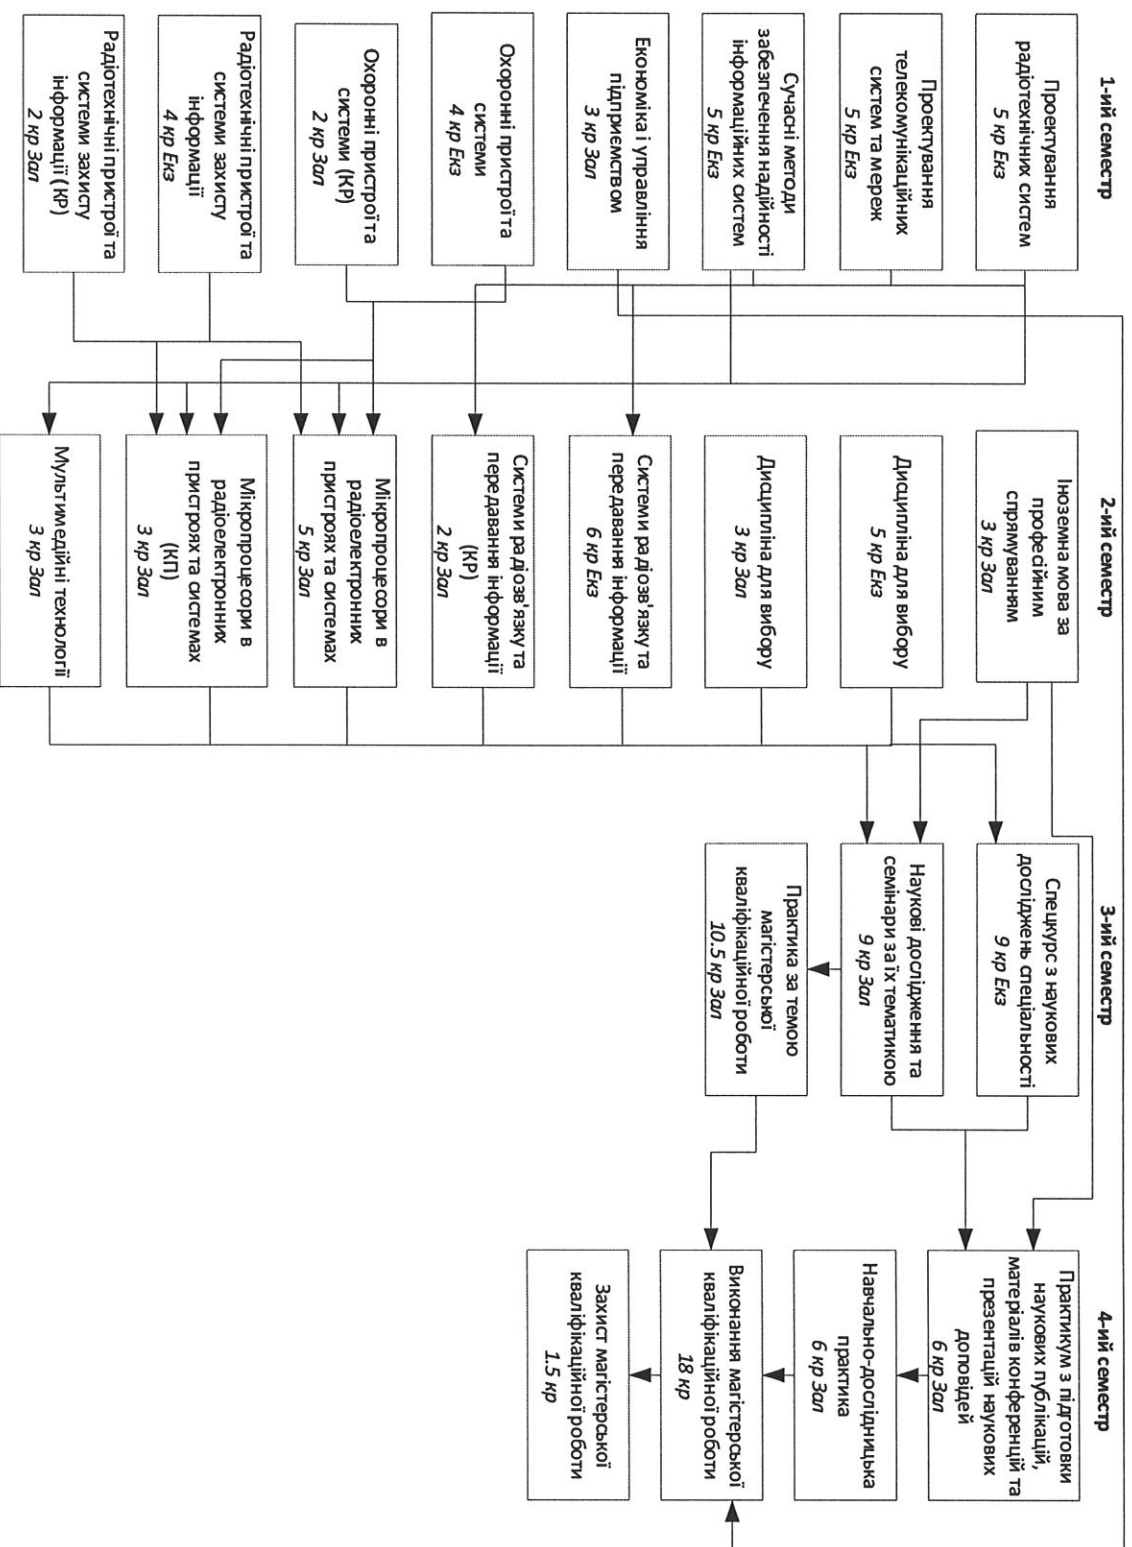 1-ий семестр
Проектування
радіотехнічних систем
5 кр Екз
Проектування
телекомунікаційних
систем та мереж
5 кр Екз
Сучасні методи
забезпечення надійності
інформаційних систем
5 кр Екз
Економіка і управління
підприємством
3 кр Зал
Охоронні пристрої та
системи
4 кр Екз
Охоронні пристрої та
системи (КР)
2 кр Зал
Радіотехнічні пристрої та
системи захисту
інформації
4 кр Екз
Радіотехнічні пристрої та
системи захисту
інформації (КР)
2 кр Зал
2-ий семестр
Іноземна мова за
професійним
спрямуванням
3 кр Зал
Дисципліна для вибору
5 кр Екз
Дисципліна для вибору
3 кр Зал
Системи радіозв'язку та
передавання інформації
6 кр Екз
Системи радіозв'язку та
передавання інформації
(КР)
2 кр Зал
Мікропроцесори в
радіоелектронних
пристроях та системах
5 кр Зал
Мікропроцесори в
радіоелектронних
пристроях та системах
(КП)
3 кр Зал
Мультимедійні технології
3 кр Зал
3-ий семестр
Спецкурс з наукових
досліджень спеціальності
9 кр Екз
Наукові дослідження та
семінари за їх тематикою
9 кр Зал
Практика за темою
магістерської
кваліфікаційної роботи
10.5 кр Зал
4-ий семестр
Практикум з підготовки
наукових публікацій,
матеріалів конференцій та
презентацій наукових
доповідей
6 кр Зал
Навчально-дослідницька
практика
6 кр Зал
Виконання магістерської
кваліфікаційної роботи
18 кр
Захист магістерської
кваліфікаційної роботи
1.5 кр